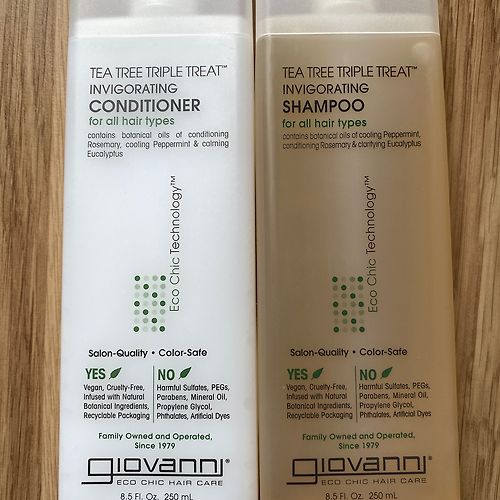 TEA TREE TRIPLE TREAT™
INVIGORATING
CONDITIONER
for all hair types
contains botanical oils of conditioning
Rosemary, cooling Peppermint & calming
Eucalyptus
Eco Chic Technology™
Salon-Quality • Color-Safe
YES
Vegan, Cruelty-Free,
Infused with Natural
Botanical Ingredients,
Recyclable Packaging
NO
Harmful Sulfates, PEGs,
Parabens, Mineral Oil,
Propylene Glycol,
Phthalates, Artificial Dyes
Family Owned and Operated,
Since 1979
giovanni®
ECO CHIC HAIR CARE
8.5 Fl. Oz. 250 mL
TEA TREE TRIPLE TREAT™
INVIGORATING
SHAMPOO
for all hair types
contains botanical oils of cooling Peppermint,
conditioning Rosemary & clarifying Eucalyptus
Eco Chic Technology™
Salon-Quality • Color-Safe
YES
Vegan, Cruelty-Free,
Infused with Natural
Botanical Ingredients,
Recyclable Packaging
NO
Harmful Sulfates, PEGs,
Parabens, Mineral Oil,
Propylene Glycol,
Phthalates, Artificial Dyes
Family Owned and Operated,
Since 1979
giovanni®
ECO CHIC HAIR CARE
8.5 Fl. Oz. 250 mL